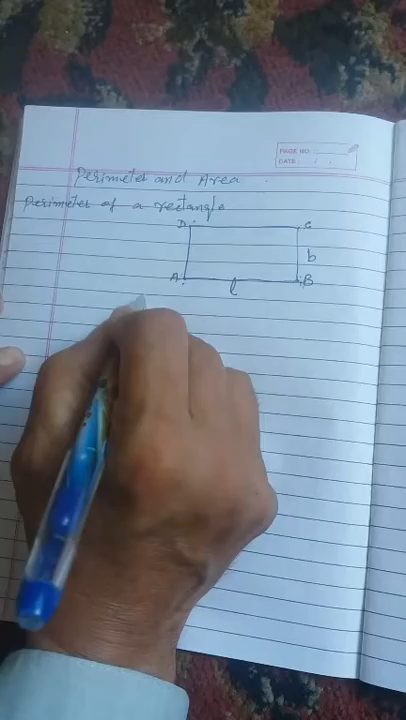 PAGE NO:
DATE: / /
Perimeter and Area
Perimeter of a rectangle
D C
b
A B
l